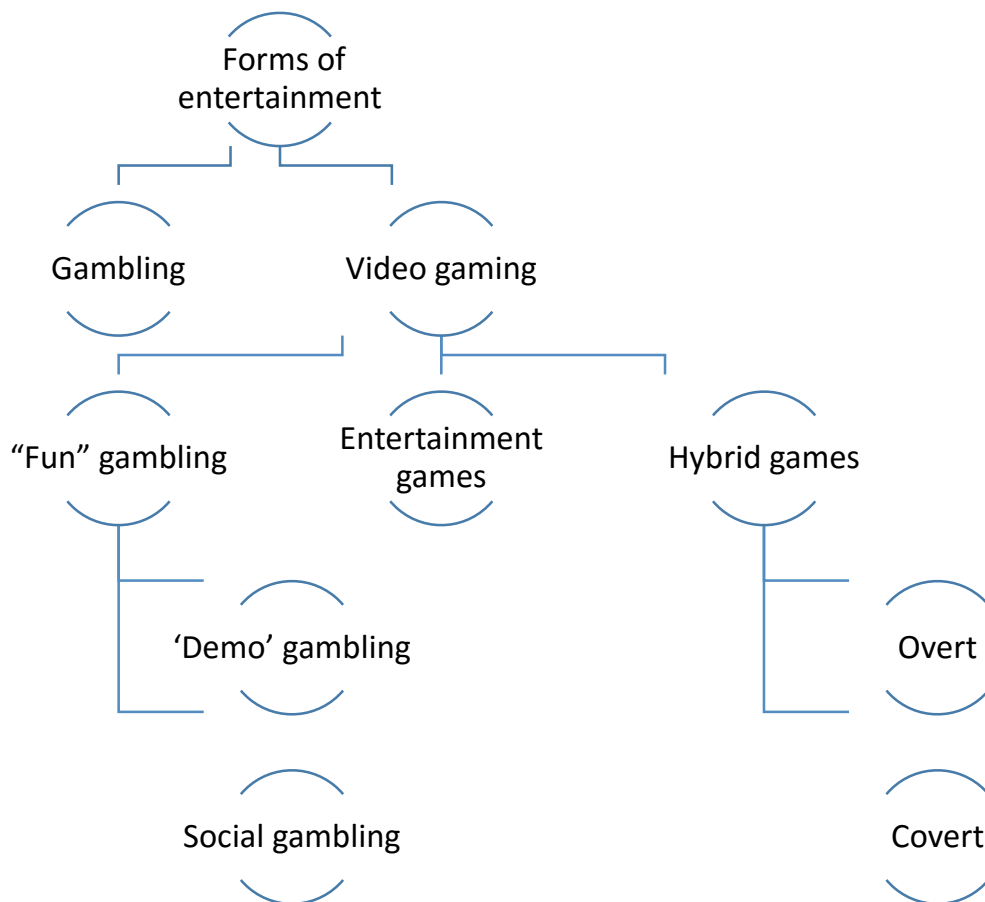 Forms of
entertainment
Gambling
Video gaming
“Fun” gambling
Entertainment
games
Hybrid games
‘Demo’ gambling
Overt
Social gambling
Covert